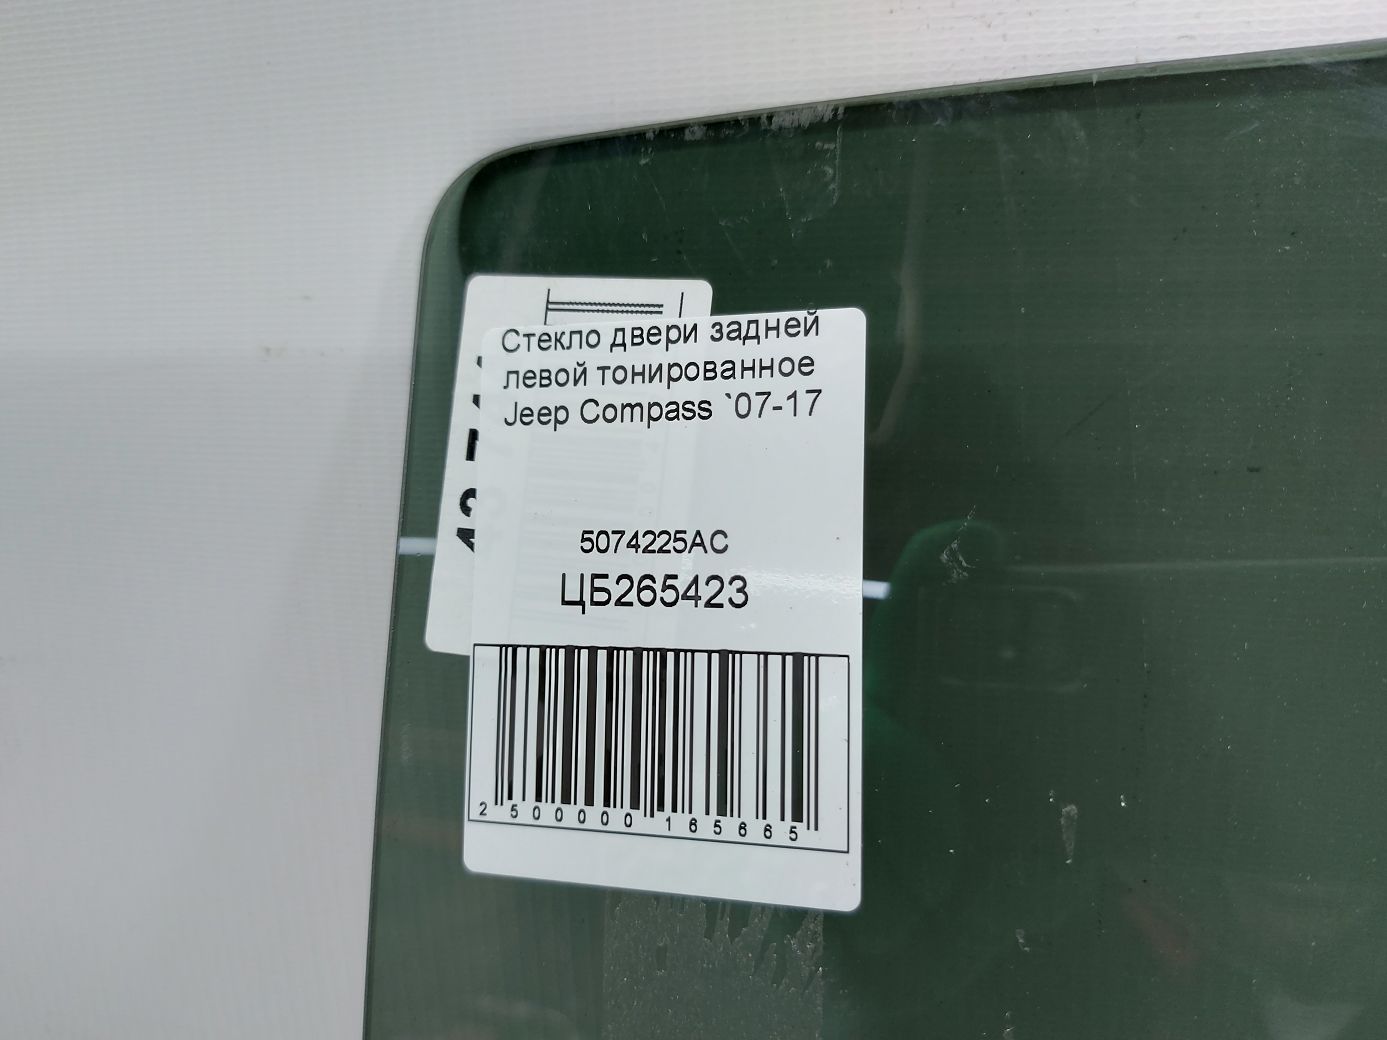 Стекло двери задней
левой тонированное
Jeep Compass `07-17
5074225AC
ЦБ265423
2 500000 165665